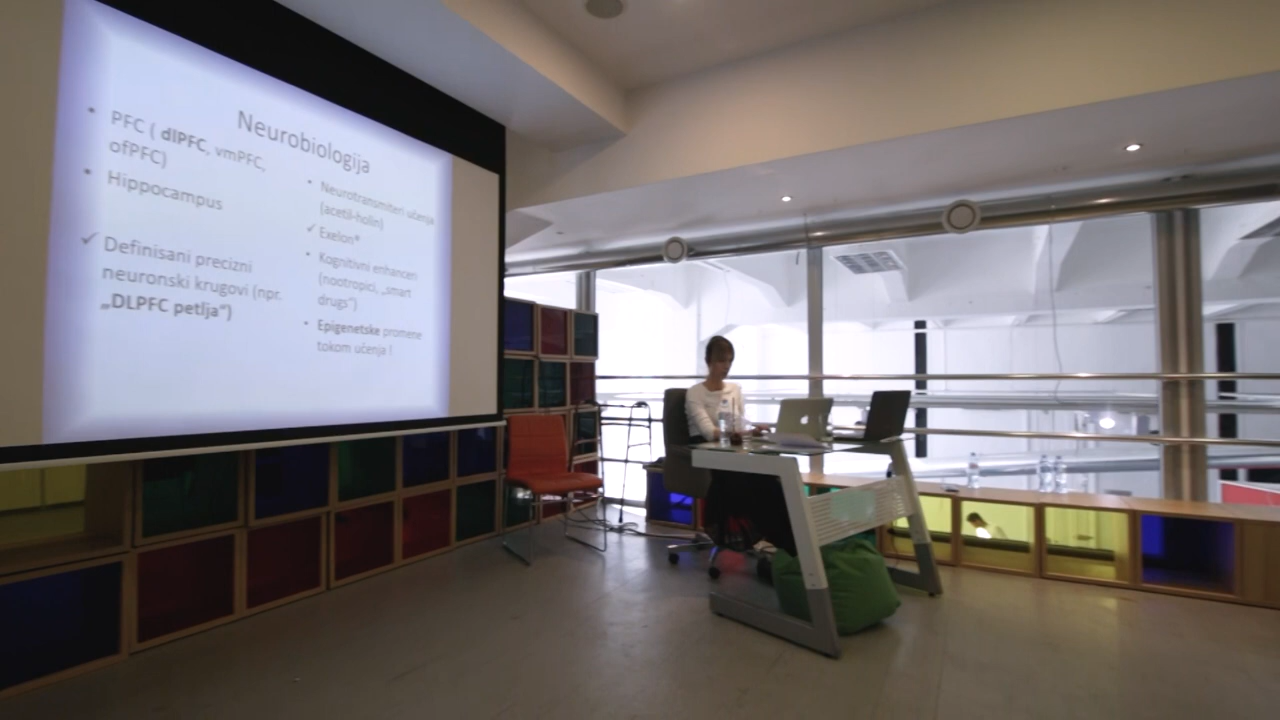 Neurobiologija
• PFC ( dlPFC, vmPFC,
ofPFC)
• Hippocampus
✓ Definisani precizni
neuronski krugovi (npr.
„DLPFC petlja“)
• Neurotransmiteri učenja
(acetil-holin)
✓ Exelon*
• Kognitivni enhanceri
(nootropici, „smart
drugs“)
• Epigenetske promene
tokom učenja !